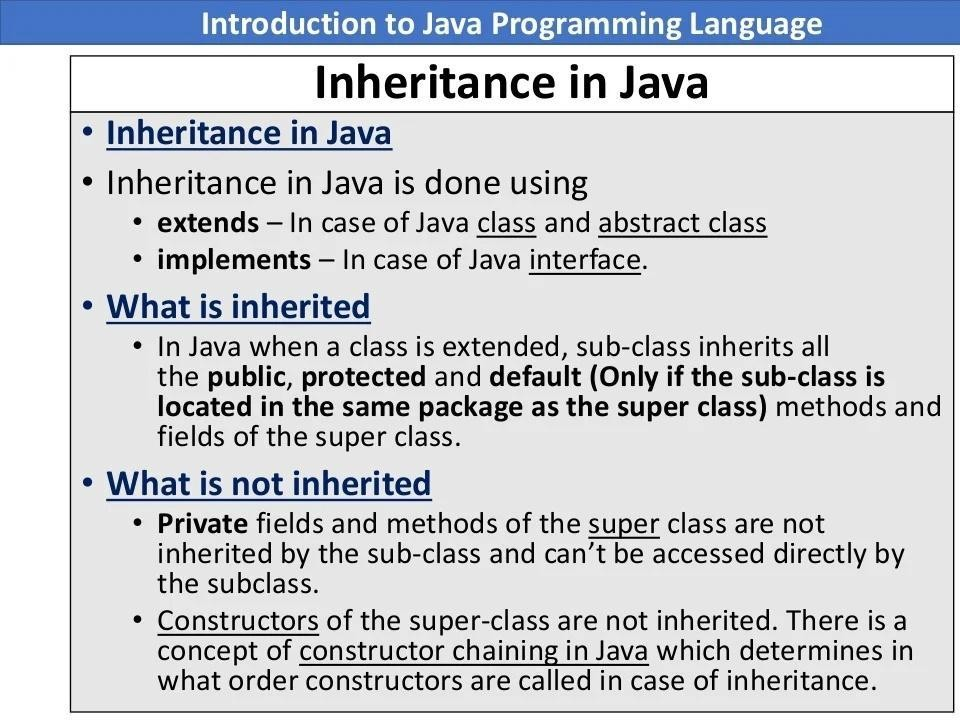 Introduction to Java Programming Language
Inheritance in Java
• Inheritance in Java
• Inheritance in Java is done using
• extends – In case of Java class and abstract class
• implements – In case of Java interface.
• What is inherited
• In Java when a class is extended, sub-class inherits all
the public, protected and default (Only if the sub-class is
located in the same package as the super class) methods and
fields of the super class.
• What is not inherited
• Private fields and methods of the super class are not
inherited by the sub-class and can’t be accessed directly by
the subclass.
• Constructors of the super-class are not inherited. There is a
concept of constructor chaining in Java which determines in
what order constructors are called in case of inheritance.